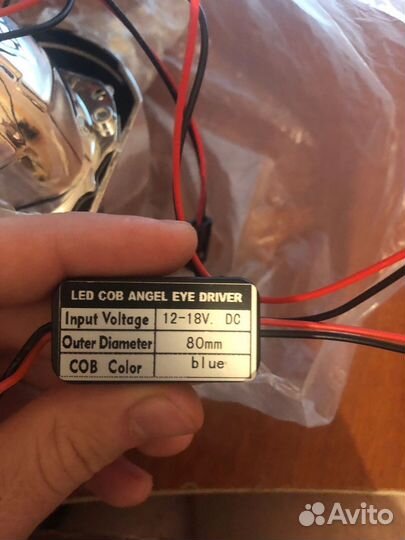 LED COB ANGEL EYE DRIVER
Input Voltage 12-18V. DC
Outer Diameter 80mm
COB Color blue
Avito